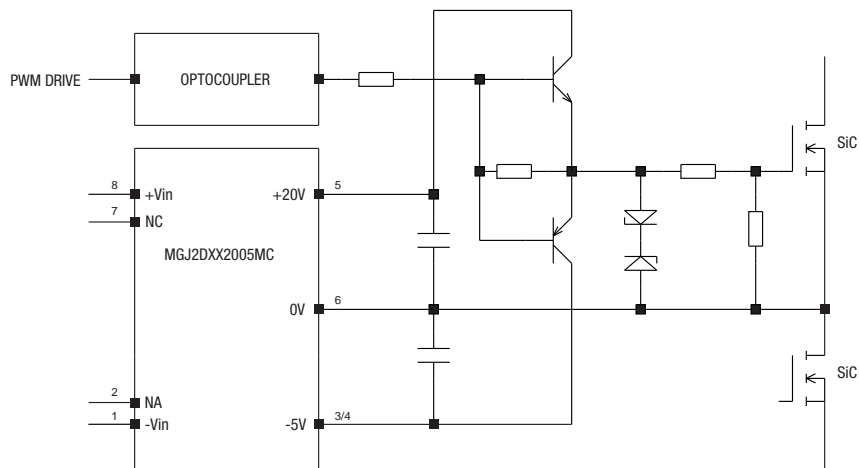 PWM DRIVE
OPTOCOUPLER
SiC
8
+Vin
+20V
5
7
NC
MGJ2DXX2005MC
0V
6
SiC
2
NA
1
-Vin
-5V
3/4